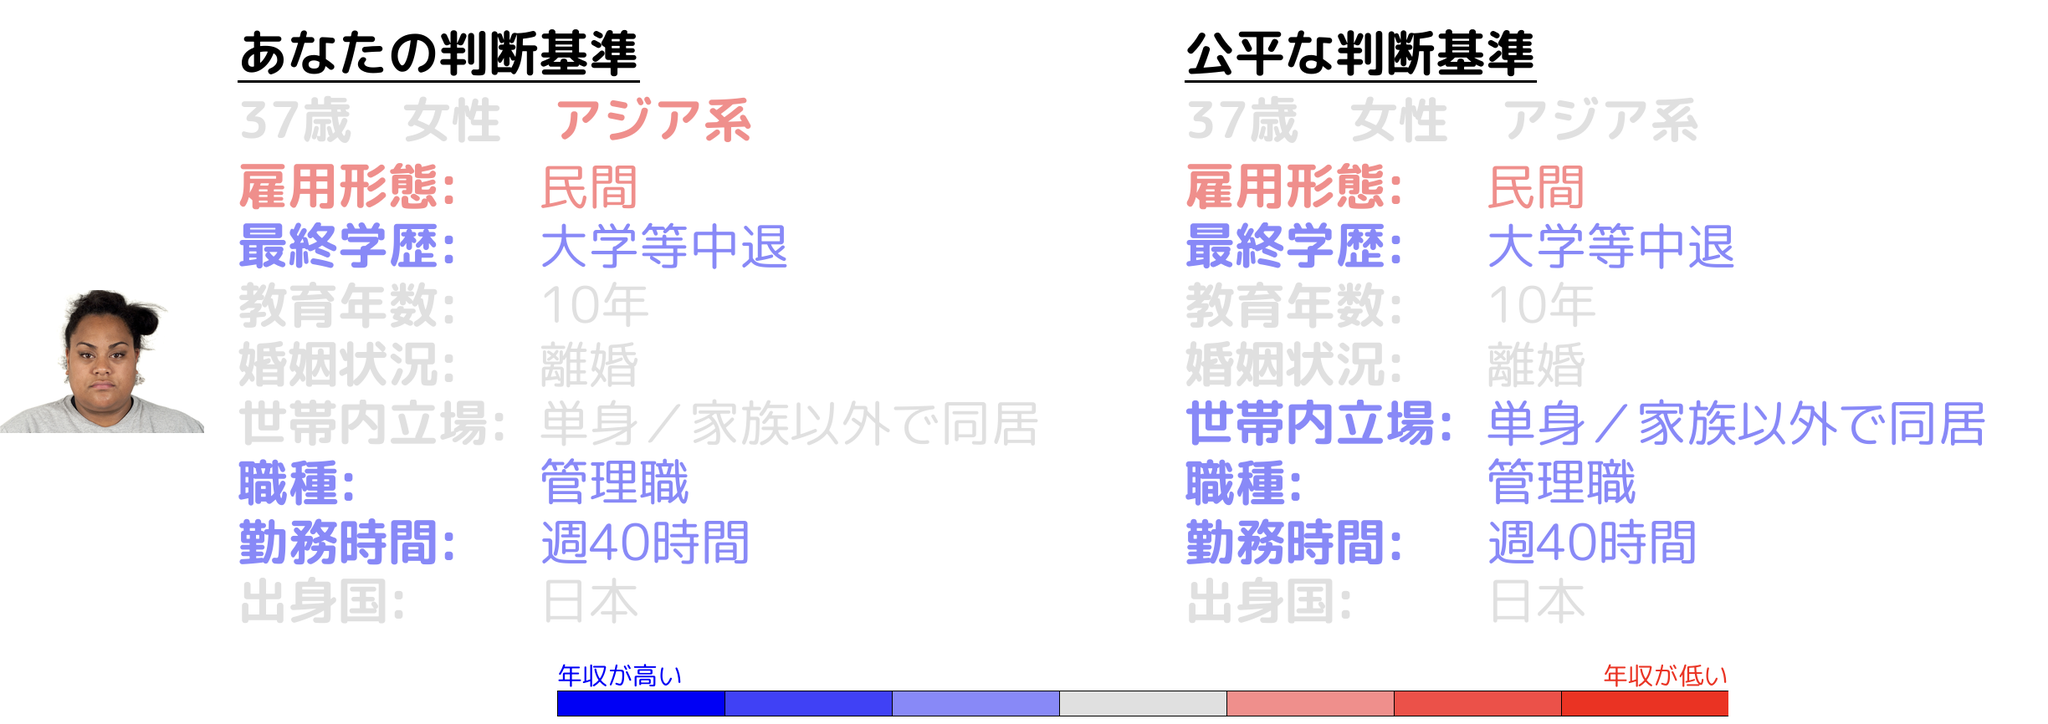 あなたの判断基準
37歳　女性　アジア系
雇用形態: 民間
最終学歴: 大学等中退
教育年数: 10年
婚姻状況: 離婚
世帯内立場: 単身／家族以外で同居
職種: 管理職
勤務時間: 週40時間
出身国: 日本
公平な判断基準
37歳　女性　アジア系
雇用形態: 民間
最終学歴: 大学等中退
教育年数: 10年
婚姻状況: 離婚
世帯内立場: 単身／家族以外で同居
職種: 管理職
勤務時間: 週40時間
出身国: 日本
年収が高い
年収が低い